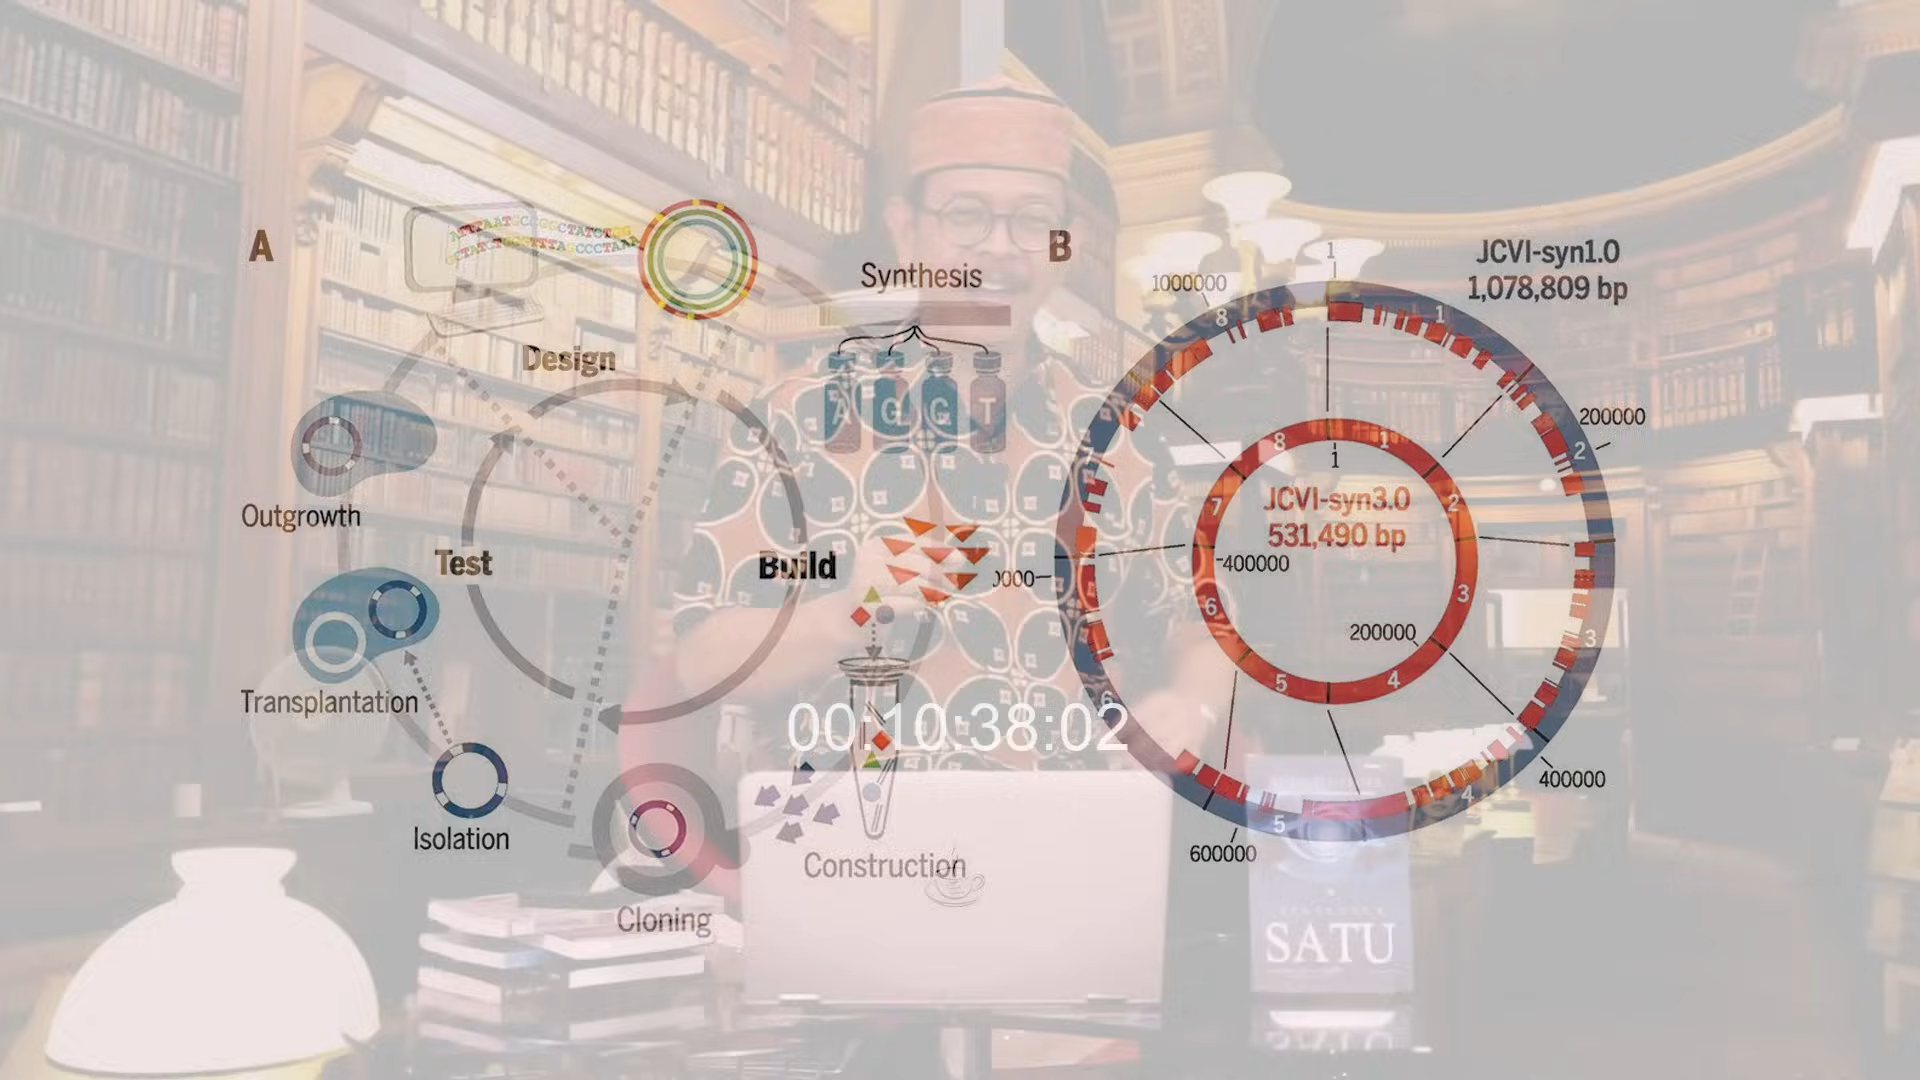 A
ATTAATGCCGGCTATCTGG
Synthesis
Design
A G C T
Outgrowth
Test
Build
Transplantation
Isolation
Construction
Cloning
00:10:38:02
B
JCVI-syn1.0
1,078,809 bp
1000000
1
8
1
200000
2
8
1
1
7
2
JCVI-syn3.0
531,490 bp
400000
6
3
200000
5
4
3
6
4
400000
5
600000
SATU